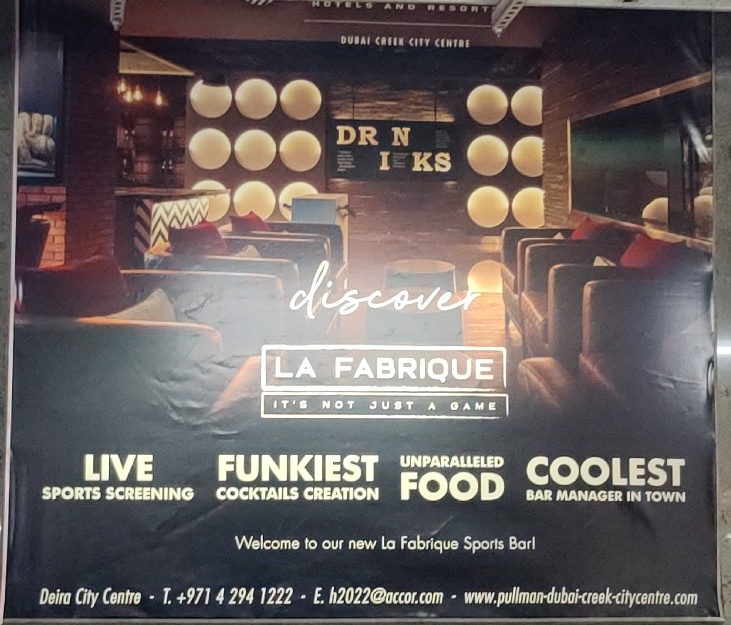 HOTELS AND RESORTS
DUBAI CREEK CITY CENTRE
DR N
I KS
discover
LA FABRIQUE
IT'S NOT JUST A GAME
LIVE
SPORTS SCREENING
FUNKIEST
COCKTAILS CREATION
UNPARALLELED
FOOD
COOLEST
BAR MANAGER IN TOWN
Welcome to our new La Fabrique Sports Bar!
Deira City Centre - T. +971 4 294 1222 - E. h2022@accor.com - www.pullman-dubai-creek-citycentre.com